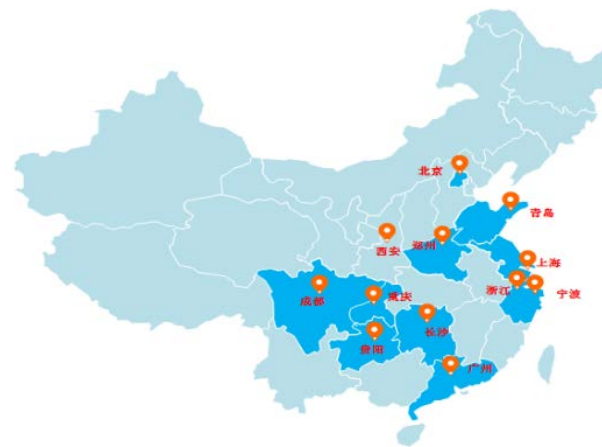 北京
青岛
西安
郑州
上海
浙江
宁波
成都
重庆
长沙
贵阳
广州